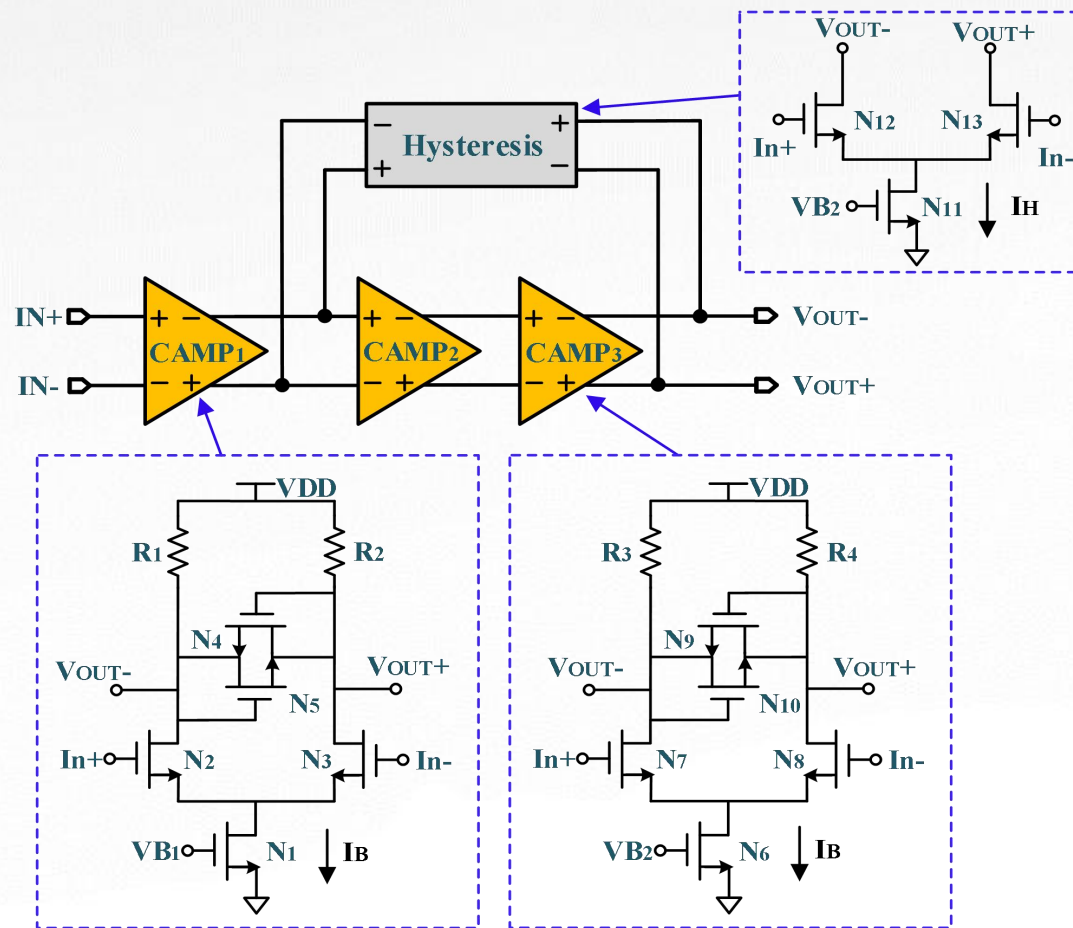 VOUT- VOUT+
N12 N13
In+ In-
VB2 N11 IH
− +
Hysteresis
+ −
IN+ + − + − + − VOUT-
CAMP1 CAMP2 CAMP3
IN- − + − + − + VOUT+
VDD
R1 R2
N4
VOUT- VOUT+
N5
In+ N2 N3 In-
VB1 N1 IB
VDD
R3 R4
N9
VOUT- VOUT+
N10
In+ N7 N8 In-
VB2 N6 IB